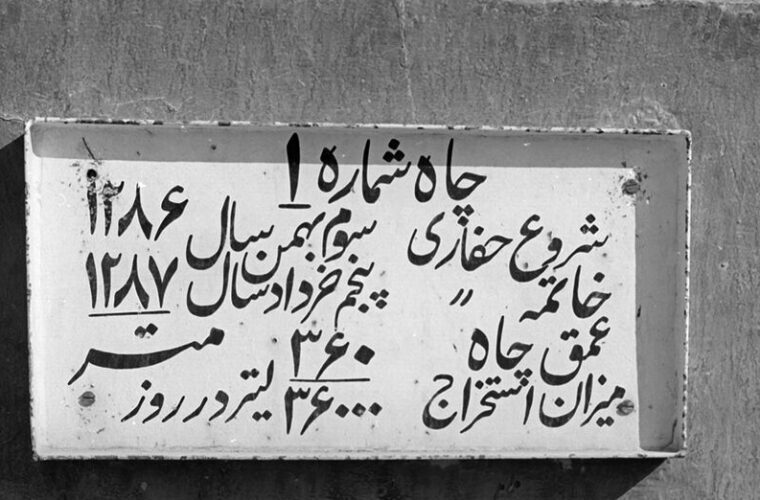 چاه شماره ۱
شروع حفاری سوم بهمن سال ۱۲۸۶
خاتمه " پنجم خرداد سال ۱۲۸۷
عمق چاه ۳۶۰ متر
میزان استخراج ۳۶۰۰۰ لیتر در روز